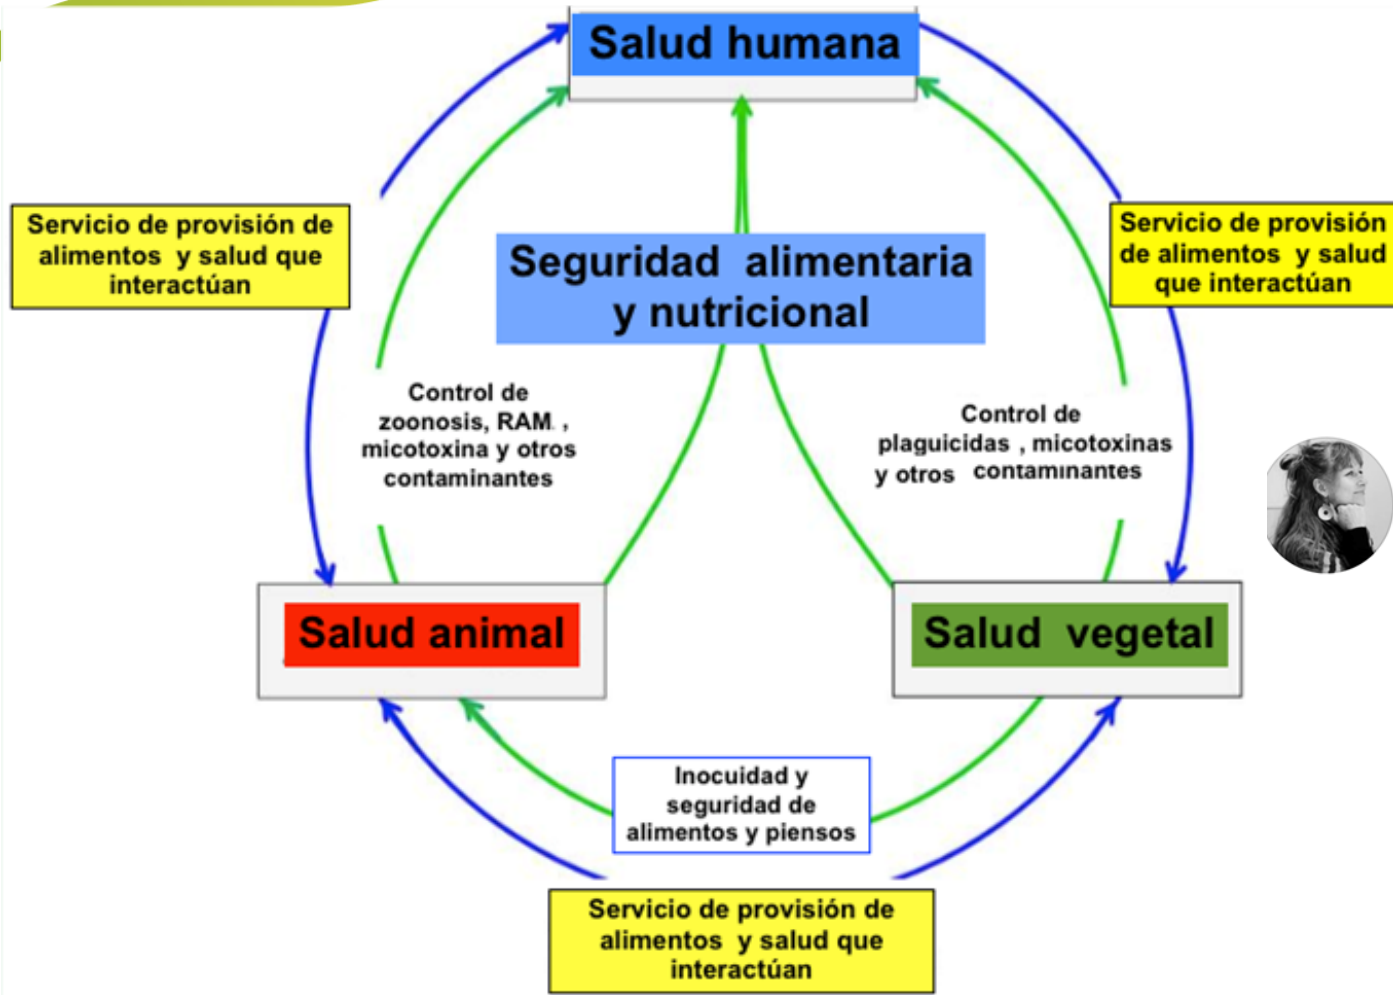 Salud humana
Servicio de provisión de
alimentos y salud que
interactúan
Servicio de provisión
de alimentos y salud
que interactúan
Seguridad alimentaria
y nutricional
Control de
zoonosis, RAM. ,
micotoxina y otros
contaminantes
Control de
plaguicidas , micotoxinas
y otros contaminantes
Salud animal
Salud vegetal
Inocuidad y
seguridad de
alimentos y piensos
Servicio de provisión de
alimentos y salud que
interactúan